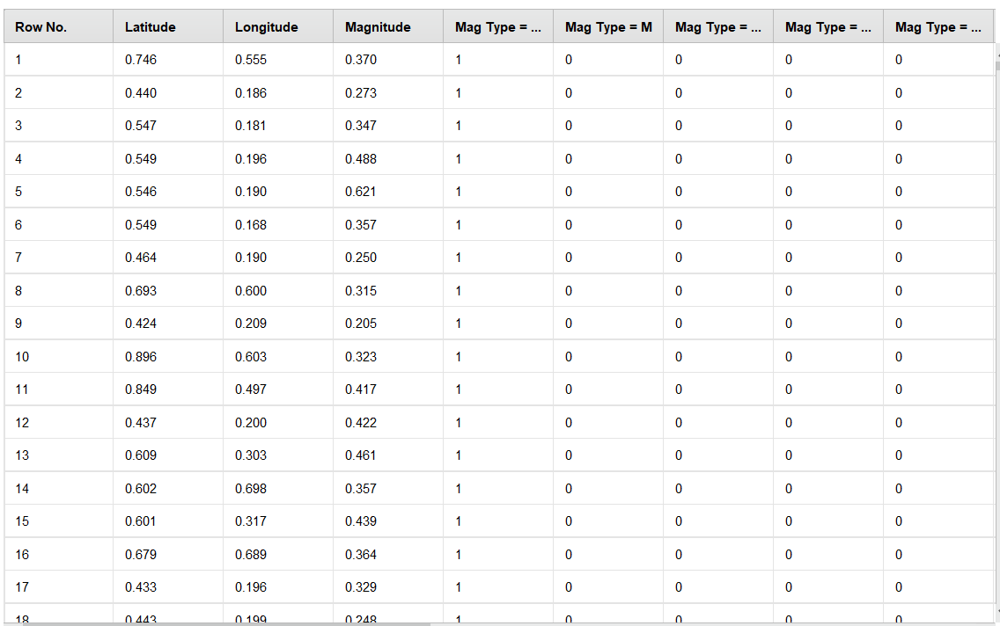 Row No. Latitude Longitude Magnitude Mag Type = ... Mag Type = M Mag Type = ... Mag Type = ... Mag Type = ...
1 0.746 0.555 0.370 1 0 0 0 0
2 0.440 0.186 0.273 1 0 0 0 0
3 0.547 0.181 0.347 1 0 0 0 0
4 0.549 0.196 0.488 1 0 0 0 0
5 0.546 0.190 0.621 1 0 0 0 0
6 0.549 0.168 0.357 1 0 0 0 0
7 0.464 0.190 0.250 1 0 0 0 0
8 0.693 0.600 0.315 1 0 0 0 0
9 0.424 0.209 0.205 1 0 0 0 0
10 0.896 0.603 0.323 1 0 0 0 0
11 0.849 0.497 0.417 1 0 0 0 0
12 0.437 0.200 0.422 1 0 0 0 0
13 0.609 0.303 0.461 1 0 0 0 0
14 0.602 0.698 0.357 1 0 0 0 0
15 0.601 0.317 0.439 1 0 0 0 0
16 0.679 0.689 0.364 1 0 0 0 0
17 0.433 0.196 0.329 1 0 0 0 0
18 0.443 0.199 0.248 1 0 0 0 0